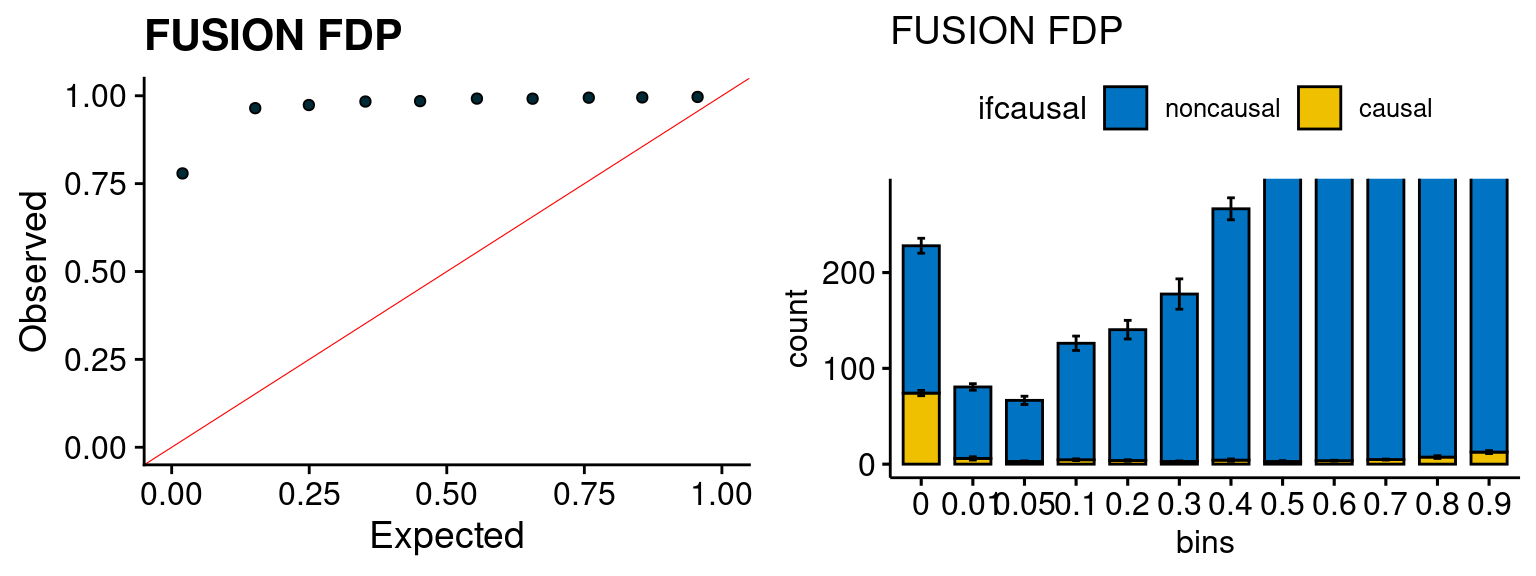 FUSION FDP
Observed
1.00
0.75
0.50
0.25
0.00
0.00 0.25 0.50 0.75 1.00
Expected
FUSION FDP
ifcausal noncausal causal
count
200
100
0
0 0.01 0.05 0.1 0.2 0.3 0.4 0.5 0.6 0.7 0.8 0.9
bins